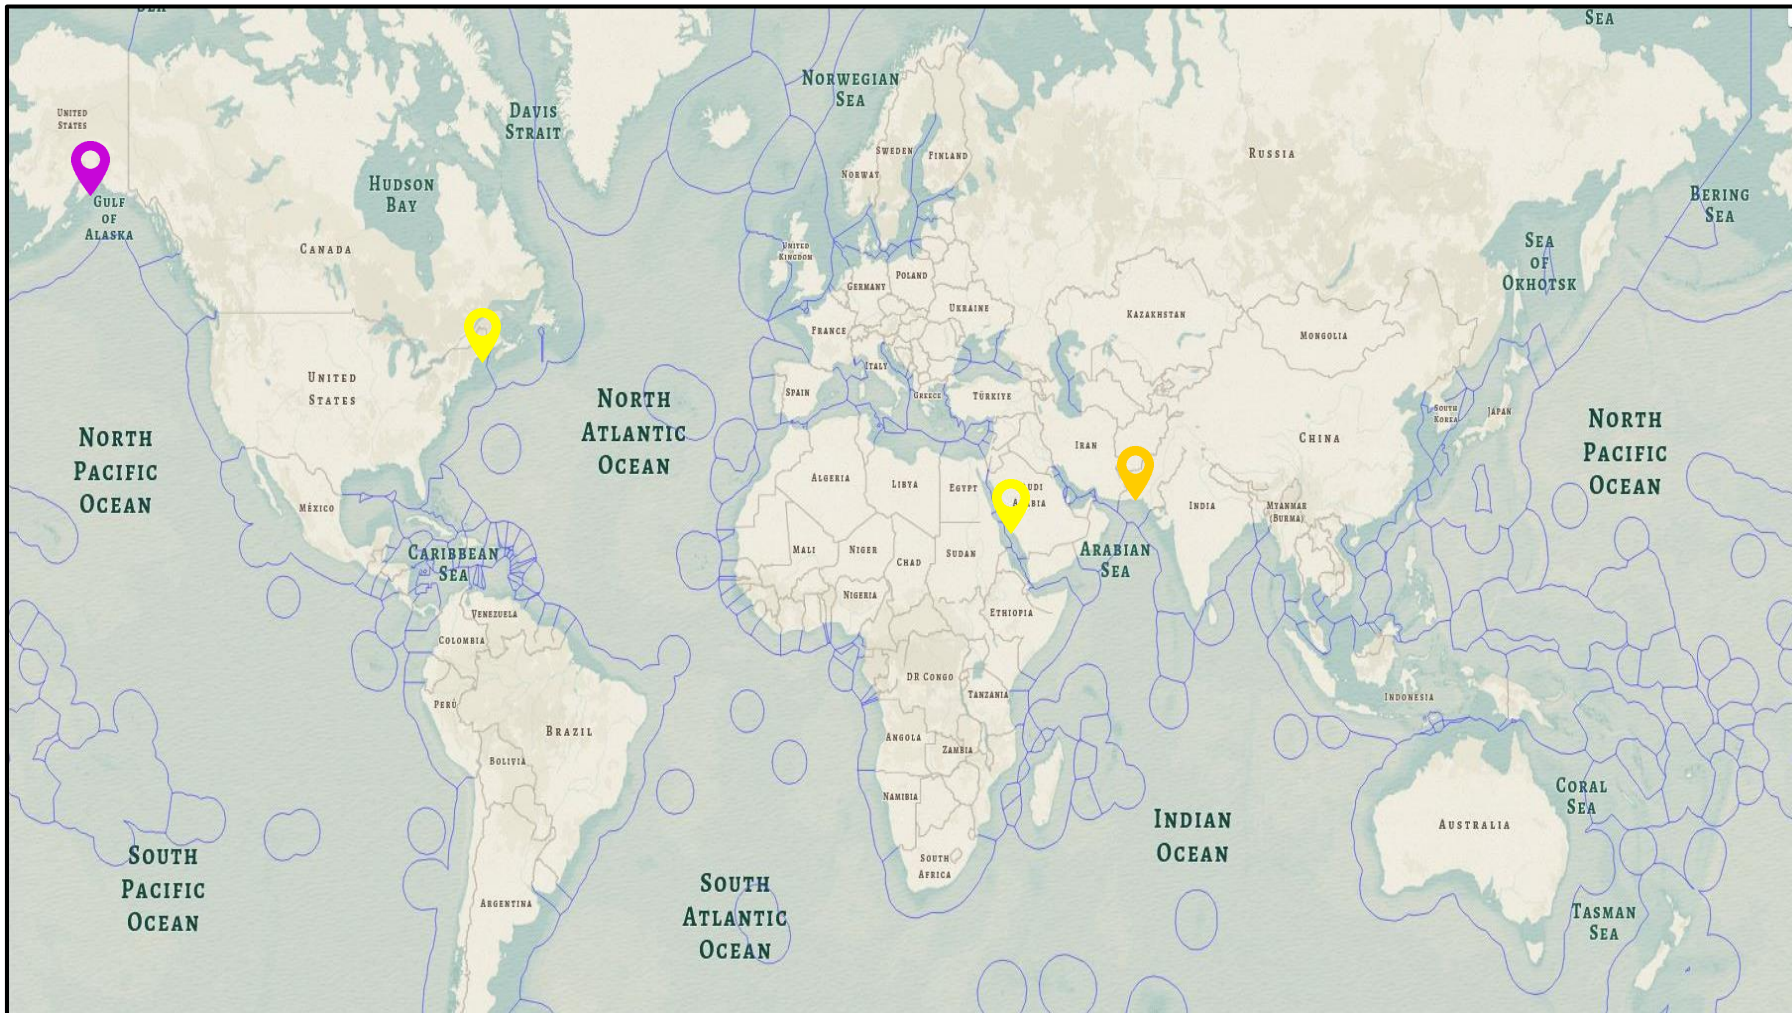 SEA
SEA
NORWEGIAN
SEA
DAVIS
STRAIT
UNITED
STATES
SWEDEN
FINLAND
NORWAY
RUSSIA
HUDSON
BAY
BERING
SEA
GULF
OF
ALASKA
CANADA
UNITED
KINGDOM
SEA
OF
OKHOTSK
POLAND
GERMANY
UKRAINE
KAZAKHSTAN
FRANCE
MONGOLIA
ITALY
UNITED
STATES
SPAIN
GREECE
TÜRKIYE
SOUTH
KOREA
JAPAN
NORTH
ATLANTIC
OCEAN
NORTH
PACIFIC
OCEAN
NORTH
PACIFIC
OCEAN
IRAN
CHINA
ALGERIA
LIBYA
EGYPT
MÉXICO
INDIA
MYANMAR
(BURMA)
CARIBBEAN
SEA
MALI
NIGER
CHAD
SUDAN
ARABIAN
SEA
NIGERIA
ETHIOPIA
VENEZUELA
COLOMBIA
DR CONGO
TANZANIA
PERÚ
INDONESIA
BRAZIL
ANGOLA
ZAMBIA
BOLIVIA
NAMIBIA
CORAL
SEA
INDIAN
OCEAN
AUSTRALIA
SOUTH
PACIFIC
OCEAN
SOUTH
AFRICA
SOUTH
ATLANTIC
OCEAN
ARGENTINA
TASMAN
SEA